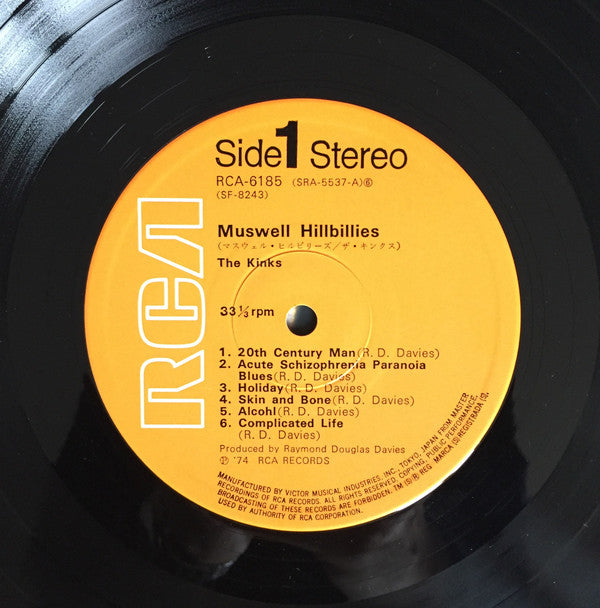 Side 1 Stereo
RCA-6185 (SRA-5537-A)⑥
(SF-8243)
Muswell Hillbillies
(マスウェル・ヒルビリーズ/ザ・キンクス)
The Kinks
33⅓rpm
RCA
1. 20th Century Man(R. D. Davies)
2. Acute Schizophrenia Paranoia
Blues(R. D. Davies)
3. Holiday(R. D. Davies)
4. Skin and Bone(R. D. Davies)
5. Alcohl(R. D. Davies)
6. Complicated Life
(R. D. Davies)
Produced by Raymond Douglas Davies
℗ '74 RCA RECORDS
MANUFACTURED BY VICTOR MUSICAL INDUSTRIES, INC. TOKYO, JAPAN FROM MASTER
RECORDINGS OF RCA RECORDS. ALL RIGHTS RESERVED. COPYING, PUBLIC PERFORMANCE,
BROADCASTING OF THESE RECORDS ARE FORBIDDEN. TM(S)® REG MARCA(S) REGISTRADA(S).
USED BY AUTHORITY OF RCA CORPORATION.